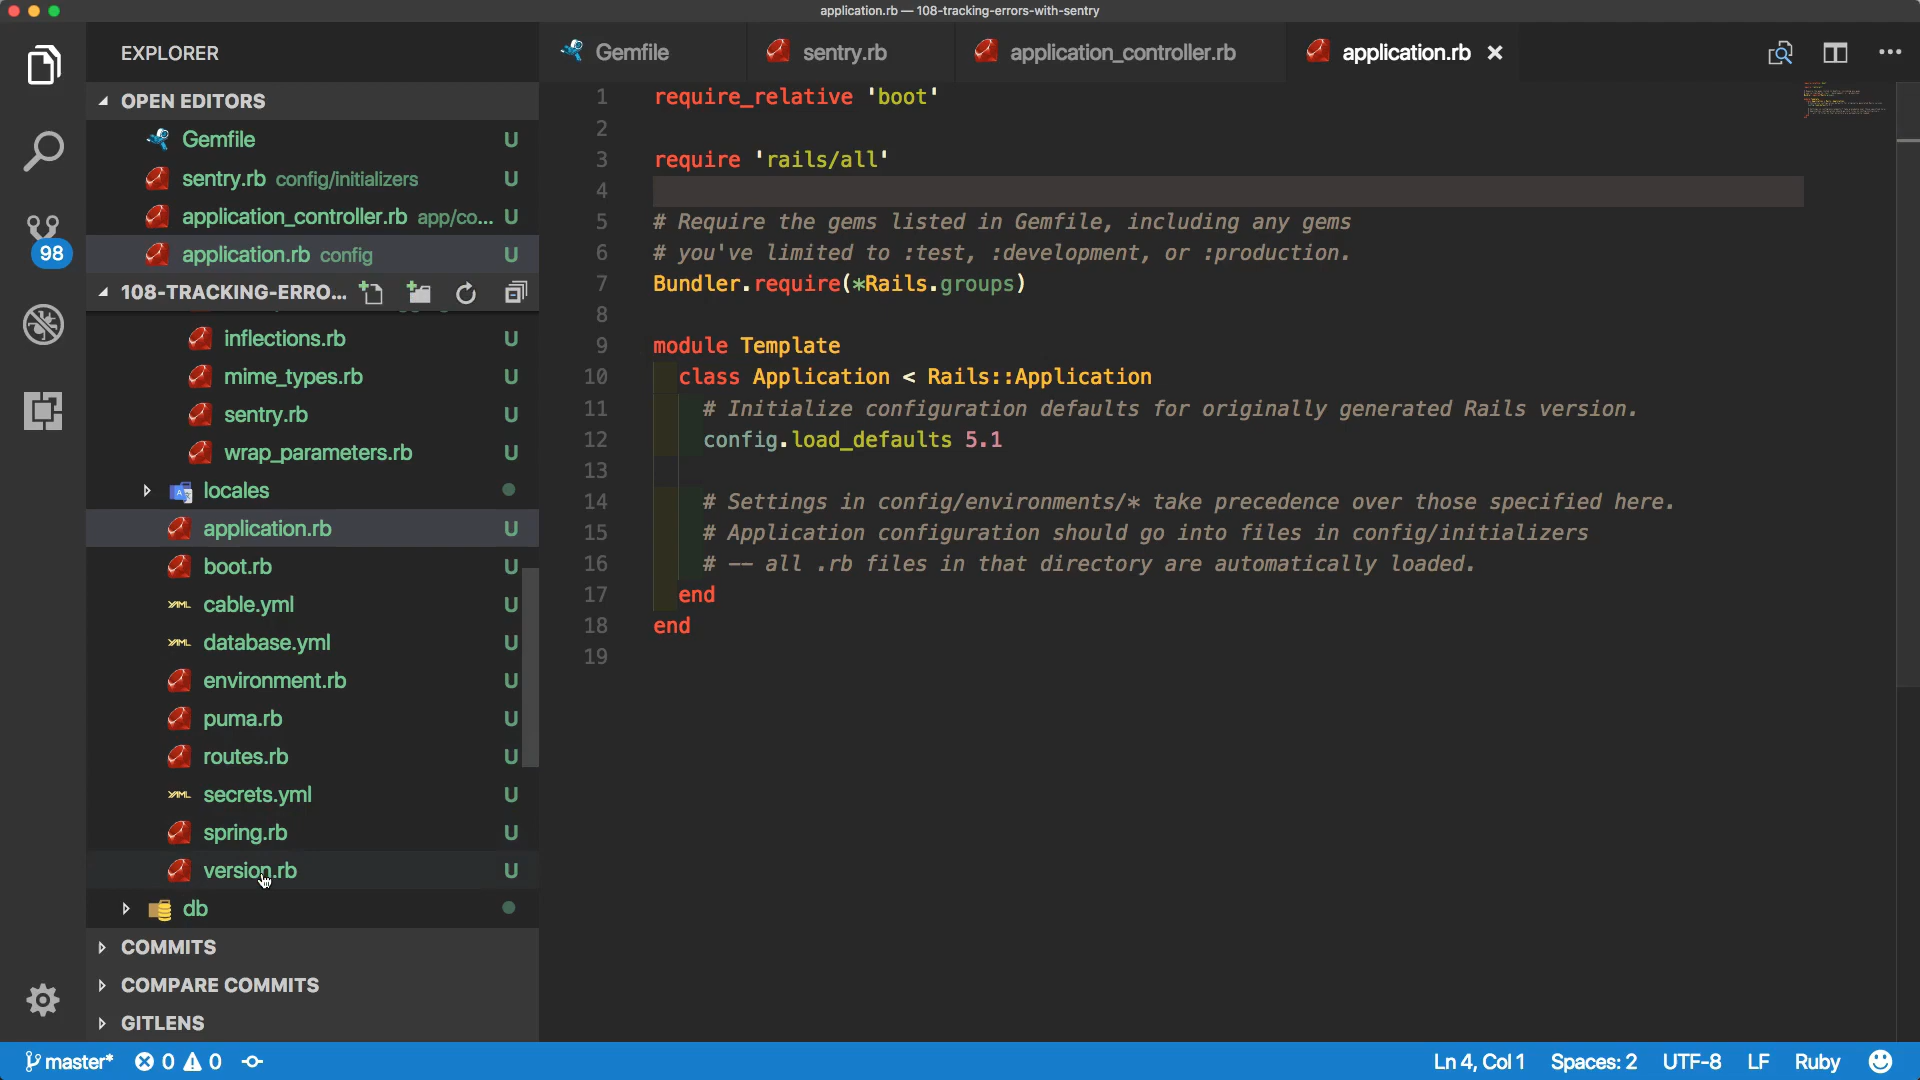 application.rb — 108-tracking-errors-with-sentry
EXPLORER
OPEN EDITORS
Gemfile U
sentry.rb config/initializers U
application_controller.rb app/co... U
application.rb config U
98
108-TRACKING-ERRO...
inflections.rb U
mime_types.rb U
sentry.rb U
wrap_parameters.rb U
locales
application.rb U
boot.rb U
cable.yml U
database.yml U
environment.rb U
puma.rb U
routes.rb U
secrets.yml U
spring.rb U
version.rb U
db
COMMITS
COMPARE COMMITS
GITLENS
Gemfile
sentry.rb
application_controller.rb
application.rb
1 require_relative 'boot'
2
3 require 'rails/all'
4
5 # Require the gems listed in Gemfile, including any gems
6 # you've limited to :test, :development, or :production.
7 Bundler.require(*Rails.groups)
8
9 module Template
10 class Application < Rails::Application
11 # Initialize configuration defaults for originally generated Rails version.
12 config.load_defaults 5.1
13
14 # Settings in config/environments/* take precedence over those specified here.
15 # Application configuration should go into files in config/initializers
16 # -- all .rb files in that directory are automatically loaded.
17 end
18 end
19
master* 0 0
Ln 4, Col 1 Spaces: 2 UTF-8 LF Ruby